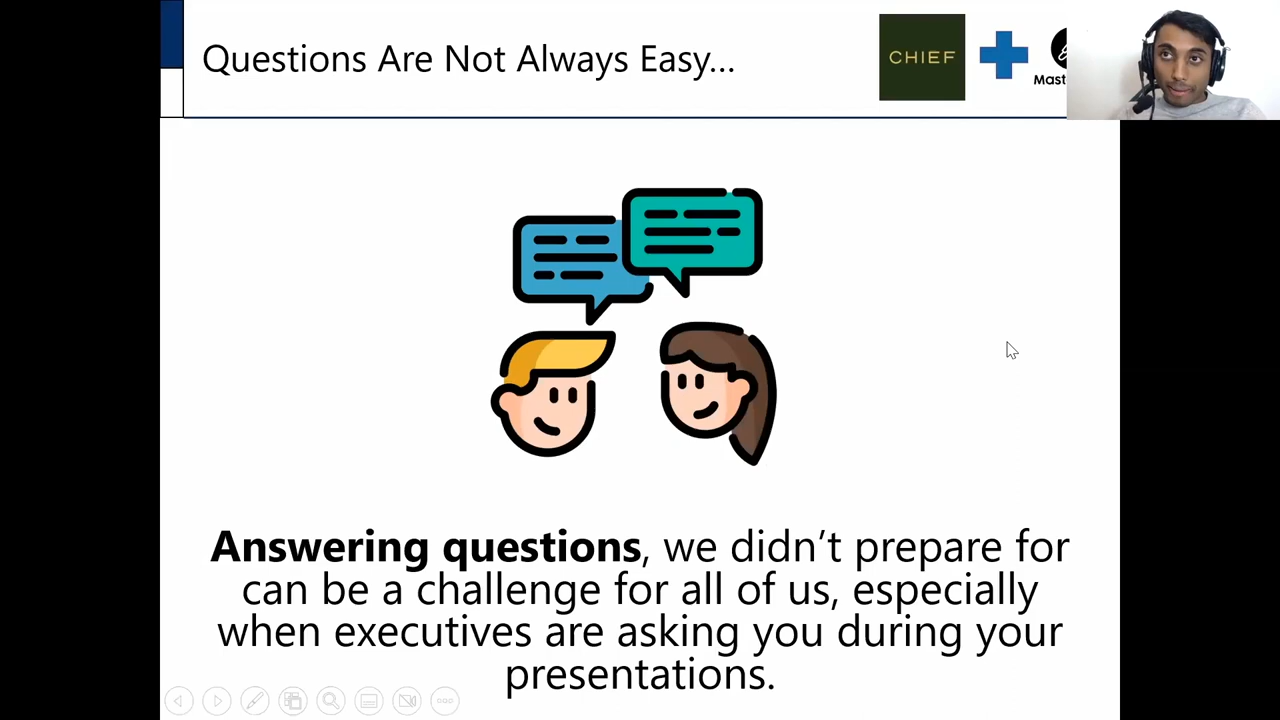 Questions Are Not Always Easy...
CHIEF
Answering questions, we didn't prepare for
can be a challenge for all of us, especially
when executives are asking you during your
presentations.